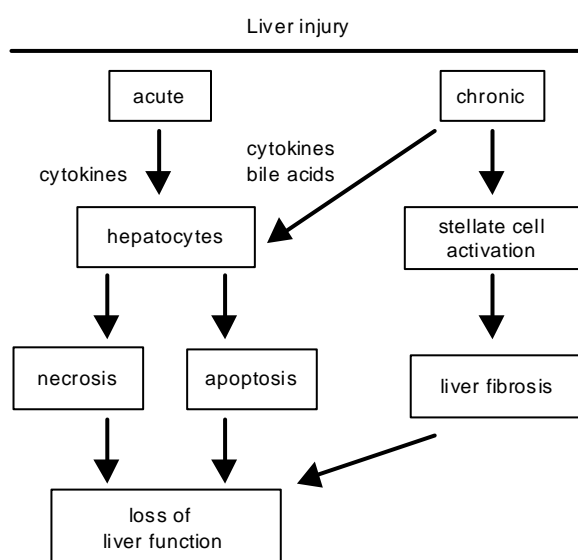 Liver injury
acute
chronic
cytokines
cytokines
bile acids
hepatocytes
stellate cell
activation
necrosis
apoptosis
liver fibrosis
loss of
liver function